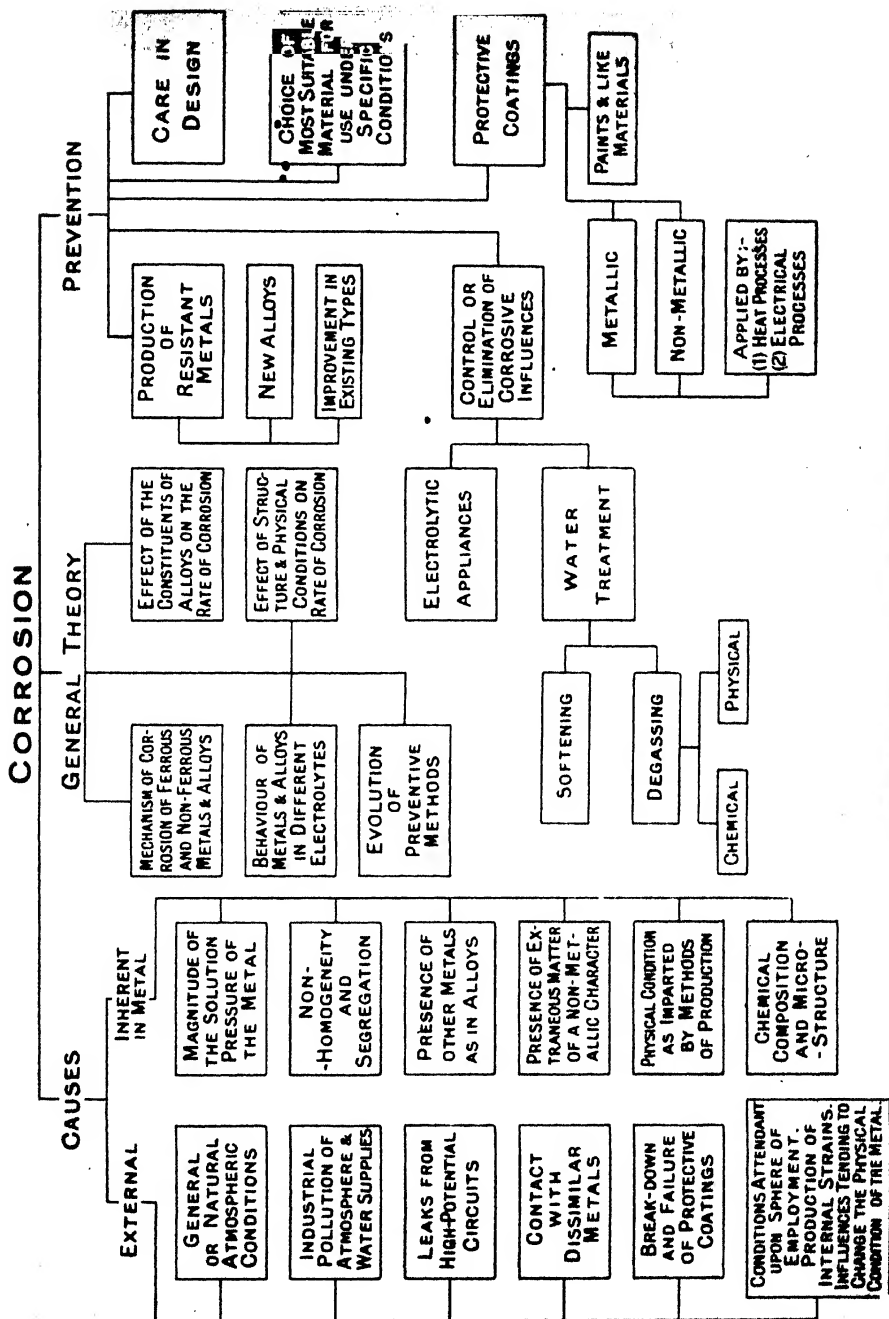 CORROSION
CAUSES
EXTERNAL
GENERAL
OR NATURAL
ATMOSPHERIC
CONDITIONS
INDUSTRIAL
POLLUTION OF
ATMOSPHERE &
WATER SUPPLIES
LEAKS FROM
HIGH-POTENTIAL
CIRCUITS
CONTACT
WITH
DISSIMILAR
METALS
BREAK-DOWN
AND FAILURE
OF PROTECTIVE
COATINGS
CONDITIONS ATTENDANT
UPON SPHERE OF
EMPLOYMENT.
PRODUCTION OF
INTERNAL STRAINS.
INFLUENCES TENDING TO
CHANGE THE PHYSICAL
CONDITION OF THE METAL.
INHERENT
IN METAL
MAGNITUDE OF
THE SOLUTION
PRESSURE OF
THE METAL
NON-
-HOMOGENEITY
AND
SEGREGATION
PRESENCE OF
OTHER METALS
AS IN ALLOYS
PRESENCE OF EX-
TRANEOUS MATTER
OF A NON-MET-
ALLIC CHARACTER
PHYSICAL CONDITION
AS IMPARTED
BY METHODS
OF PRODUCTION
CHEMICAL
COMPOSITION
AND MICRO-
-STRUCTURE
GENERAL THEORY
MECHANISM OF COR-
ROSION OF FERROUS
AND NON-FERROUS
METALS & ALLOYS
BEHAVIOUR OF
METALS & ALLOYS
IN DIFFERENT
ELECTROLYTES
EVOLUTION
OF
PREVENTIVE
METHODS
EFFECT OF THE
CONSTITUENTS OF
ALLOYS ON THE
RATE OF CORROSION
EFFECT OF STRUC-
TURE & PHYSICAL
CONDITIONS ON
RATE OF CORROSION
PREVENTION
PRODUCTION
OF
RESISTANT
METALS
NEW ALLOYS
IMPROVEMENT IN
EXISTING TYPES
CONTROL OR
ELIMINATION OF
CORROSIVE
INFLUENCES
ELECTROLYTIC
APPLIANCES
WATER
TREATMENT
SOFTENING
DEGASSING
CHEMICAL
PHYSICAL
CARE IN
DESIGN
CHOICE OF
MOST SUITABLE
MATERIAL FOR
USE UNDER
SPECIFIC
CONDITIONS
PROTECTIVE
COATINGS
METALLIC
NON-METALLIC
APPLIED BY:-
(1) HEAT PROCESSES
(2) ELECTRICAL
PROCESSES
PAINTS & LIKE
MATERIALS